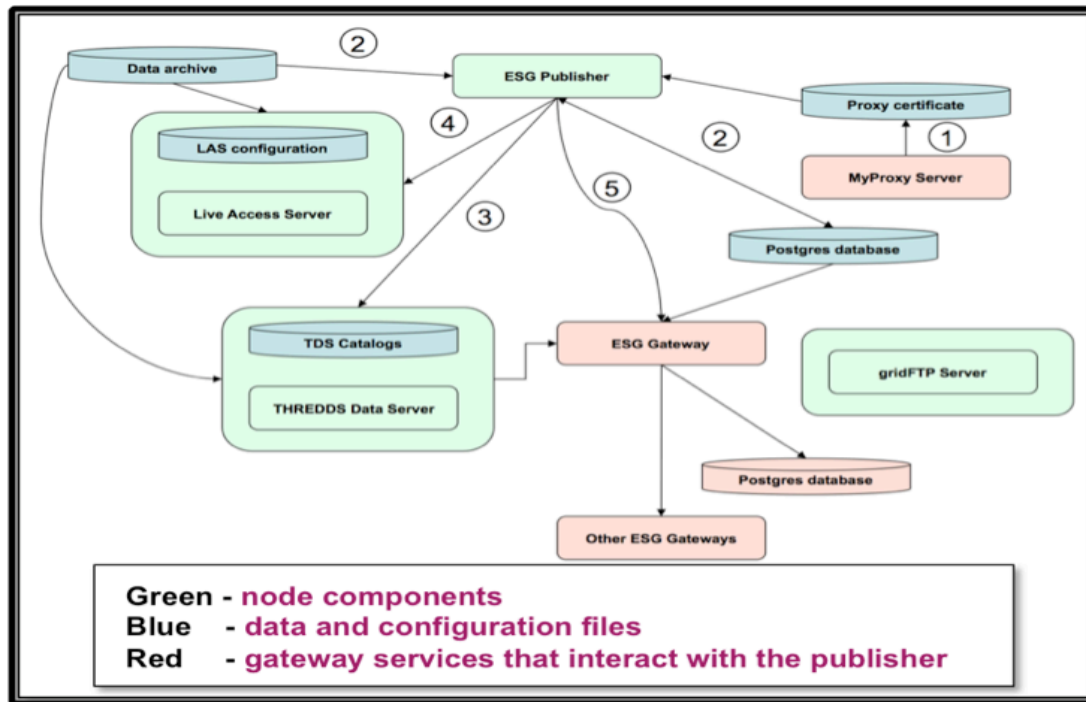 2
Data archive
ESG Publisher
Proxy certificate
4
LAS configuration
2
1
MyProxy Server
5
Live Access Server
3
Postgres database
TDS Catalogs
ESG Gateway
gridFTP Server
THREDDS Data Server
Postgres database
Other ESG Gateways
Green - node components
Blue - data and configuration files
Red - gateway services that interact with the publisher